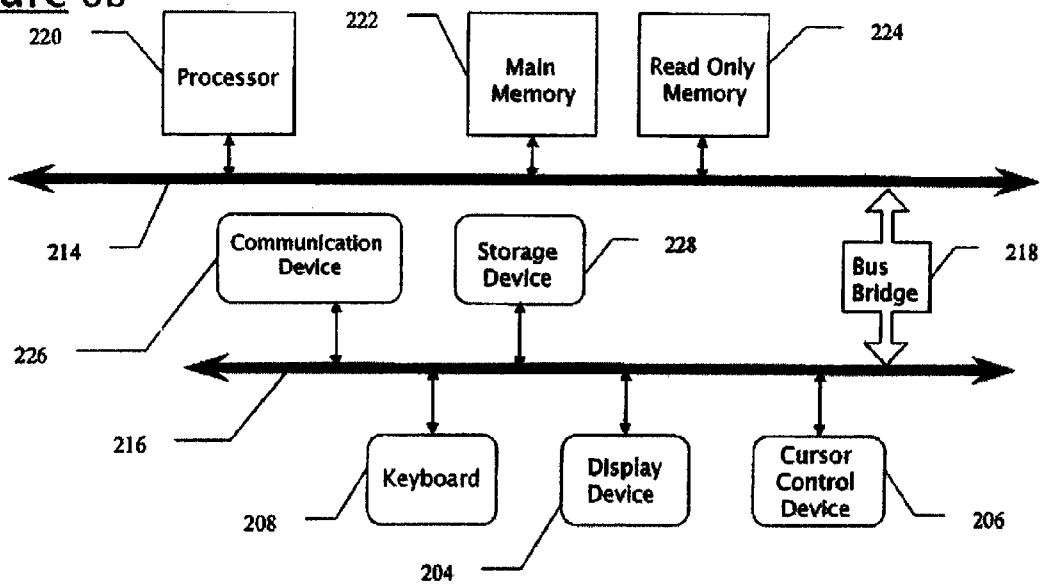 220
222
224
Processor
Main
Memory
Read Only
Memory
214
Communication
Device
Storage
Device
228
Bus
Bridge
218
226
216
Keyboard
Display
Device
Cursor
Control
Device
208
204
206